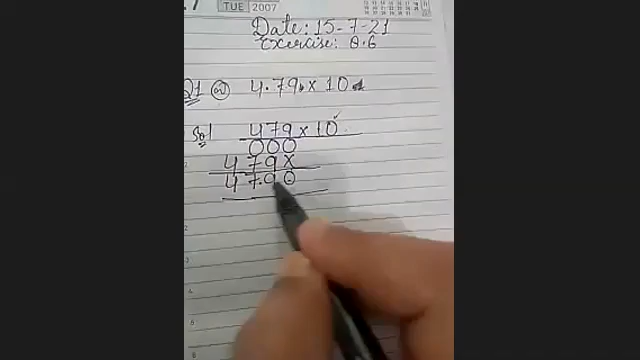 .7 TUE 2007
Date: 15-7-21
Exercise: 8.6
Q1 4.79 x 10
Sol 479 x 10
000
479x
47.90